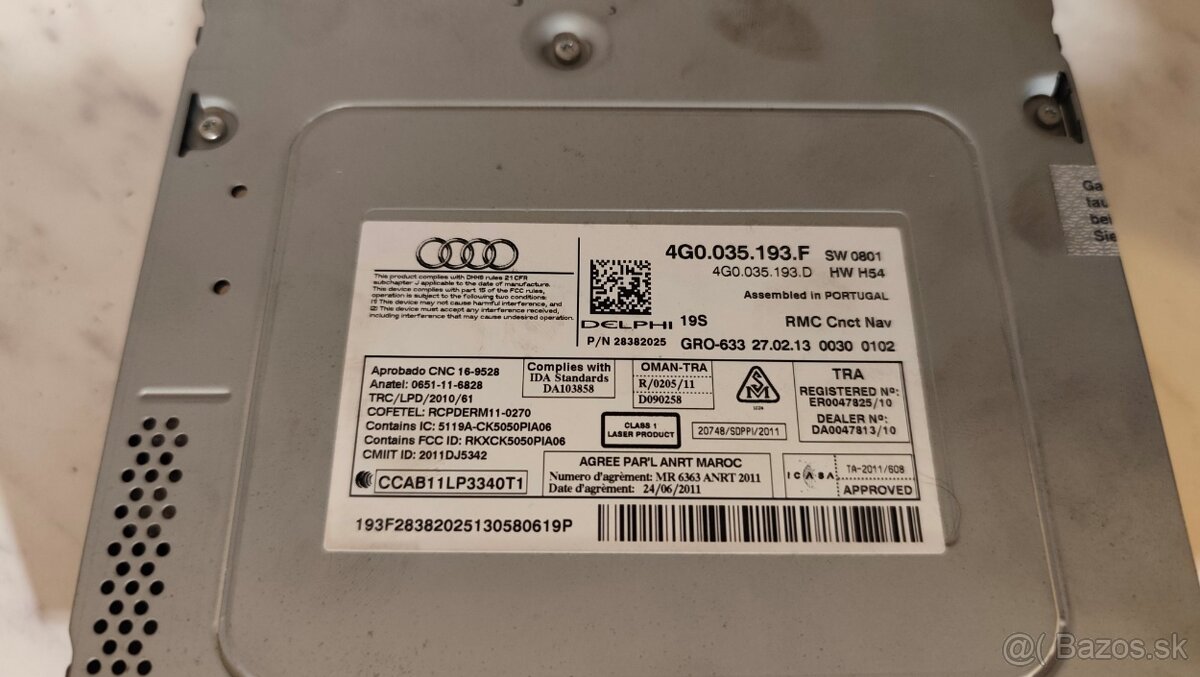 This product complies with DHHS rules 21 CFR
subchapter J applicable to the date of manufacture.
This device complies with part 15 of the FCC rules,
operation is subject to the following two conditions:
(1) This device may not cause harmful interference, and
(2) This device must accept any interference received,
including interference that may cause undesired operation.
DELPHI
P/N 28382025
4G0.035.193.F SW 0801
4G0.035.193.D HW H54
Assembled in PORTUGAL
19S RMC Cnct Nav
GRO-633 27.02.13 0030 0102
Aprobado CNC 16-9528
Anatel: 0651-11-6828
TRC/LPD/2010/61
COFETEL: RCPDERM11-0270
Contains IC: 5119A-CK5050PIA06
Contains FCC ID: RKXCK5050PIA06
CMIIT ID: 2011DJ5342
CCAB11LP3340T1
Complies with
IDA Standards
DA103858
OMAN-TRA
R/0205/11
D090258
CLASS 1
LASER PRODUCT
20748/SDPPI/2011
TRA
REGISTERED Nº:
ER0047825/10
DEALER Nº:
DA0047813/10
AGREE PAR'L ANRT MAROC
Numero d'agrément: MR 6363 ANRT 2011
Date d'agrément: 24/06/2011
ICASA
TA-2011/608
APPROVED
193F28382025130580619P
Ga
tau
bei
Sie
@( Bazos.sk